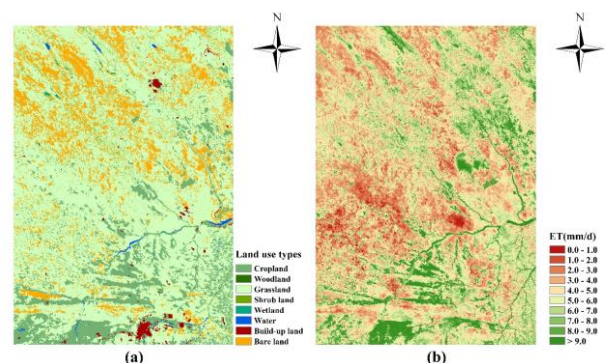 N
N
Land use types
Cropland
Woodland
Grassland
Shrub land
Wetland
Water
Build-up land
Bare land
(a)
ET(mm/d)
0.0 - 1.0
1.0 - 2.0
2.0 - 3.0
3.0 - 4.0
4.0 - 5.0
5.0 - 6.0
6.0 - 7.0
7.0 - 8.0
8.0 - 9.0
> 9.0
(b)